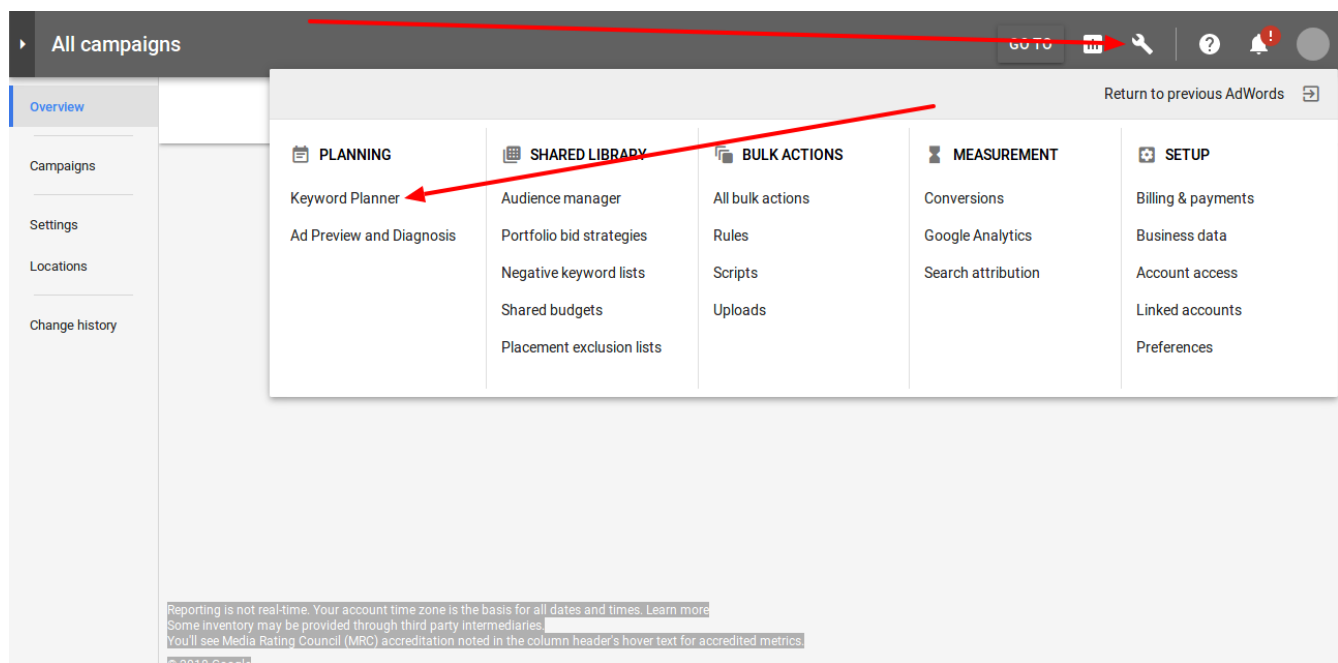 All campaigns
GO TO
Return to previous AdWords
Overview
Campaigns
Settings
Locations
Change history
PLANNING
Keyword Planner
Ad Preview and Diagnosis
SHARED LIBRARY
Audience manager
Portfolio bid strategies
Negative keyword lists
Shared budgets
Placement exclusion lists
BULK ACTIONS
All bulk actions
Rules
Scripts
Uploads
MEASUREMENT
Conversions
Google Analytics
Search attribution
SETUP
Billing & payments
Business data
Account access
Linked accounts
Preferences
Reporting is not real-time. Your account time zone is the basis for all dates and times. Learn more
Some inventory may be provided through third party intermediaries.
You'll see Media Rating Council (MRC) accreditation noted in the column header's hover text for accredited metrics.
Google